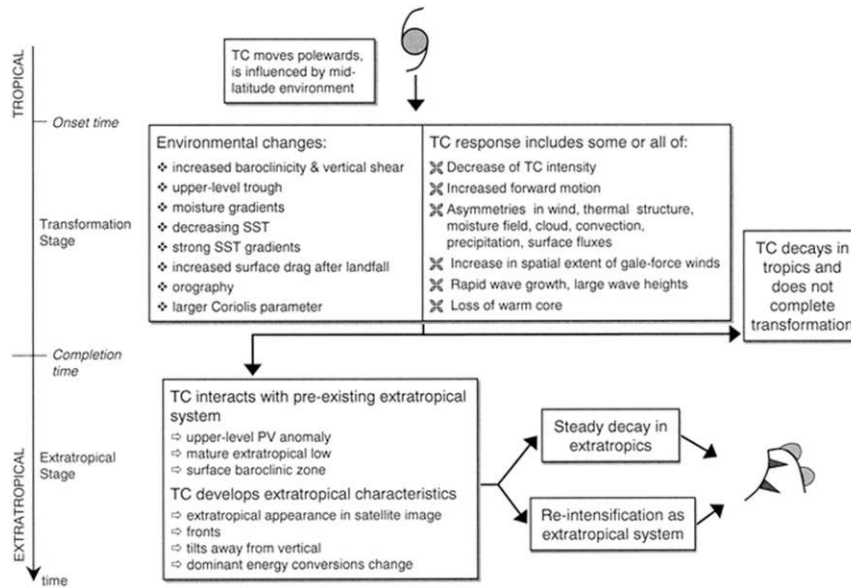 TROPICAL
TC moves polewards,
is influenced by mid-
latitude environment
Onset time
Environmental changes:
increased baroclinicity & vertical shear
upper-level trough
moisture gradients
decreasing SST
strong SST gradients
increased surface drag after landfall
orography
larger Coriolis parameter
TC response includes some or all of:
Decrease of TC intensity
Increased forward motion
Asymmetries in wind, thermal structure,
moisture field, cloud, convection,
precipitation, surface fluxes
Increase in spatial extent of gale-force winds
Rapid wave growth, large wave heights
Loss of warm core
Transformation
Stage
TC decays in
tropics and
does not
complete
transformation
Completion
time
TC interacts with pre-existing extratropical
system
⇨ upper-level PV anomaly
⇨ mature extratropical low
⇨ surface baroclinic zone
TC develops extratropical characteristics
⇨ extratropical appearance in satellite image
⇨ fronts
⇨ tilts away from vertical
⇨ dominant energy conversions change
Extratropical
Stage
Steady decay in
extratropics
Re-intensification as
extratropical system
EXTRATROPICAL
time